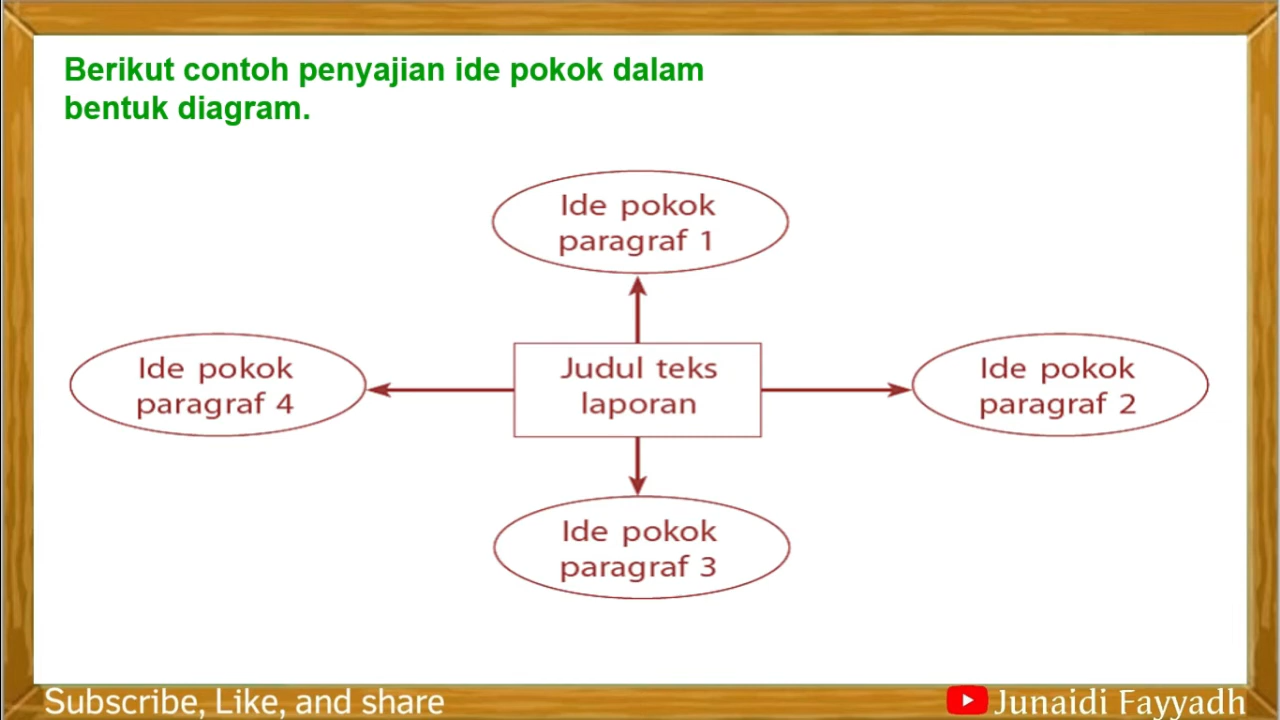 Berikut contoh penyajian ide pokok dalam
bentuk diagram.
Ide pokok
paragraf 1
Ide pokok
paragraf 4
Judul teks
laporan
Ide pokok
paragraf 2
Ide pokok
paragraf 3
Subscribe, Like, and share
Junaidi Fayyadh